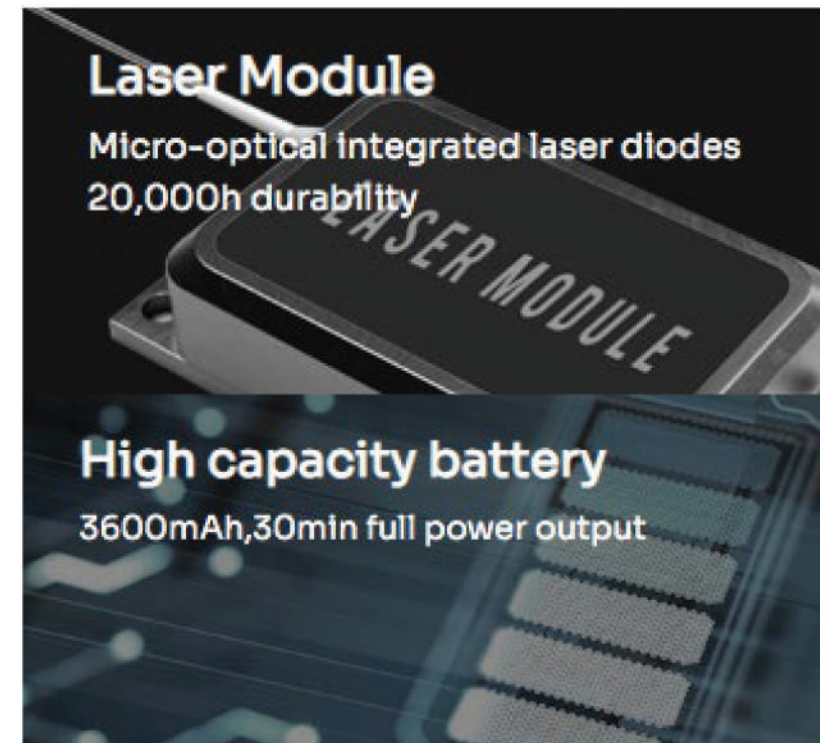 Laser Module
Micro-optical integrated laser diodes
20,000h durability
LASER MODULE
High capacity battery
3600mAh,30min full power output